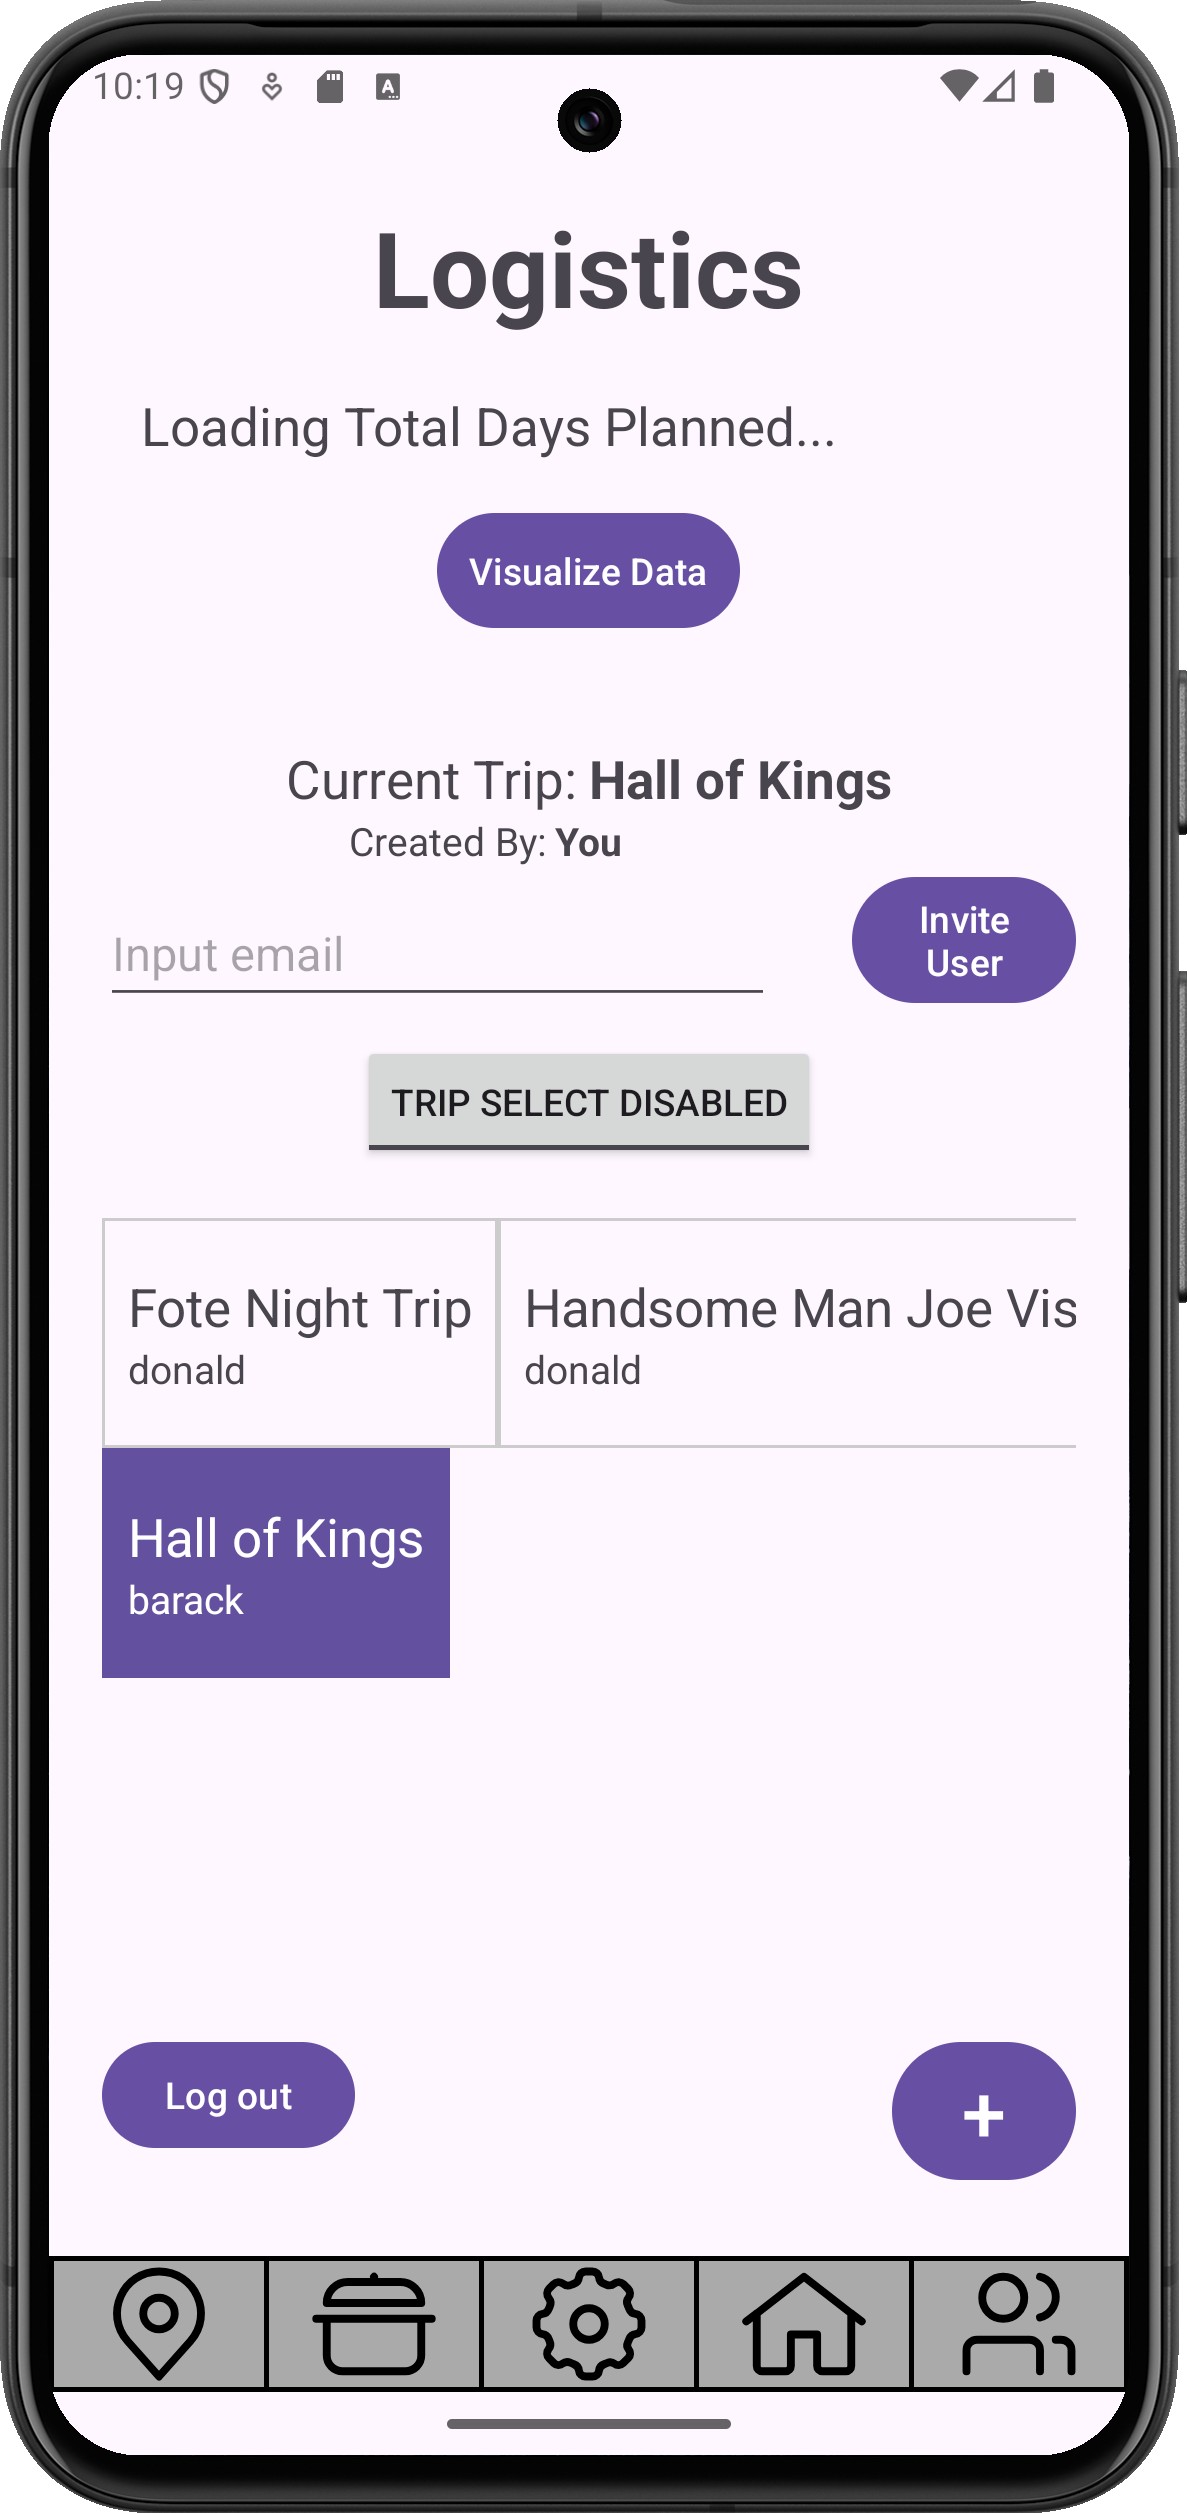 10:19
Logistics
Loading Total Days Planned...
Visualize Data
Current Trip: Hall of Kings
Created By: You
Input email
Invite
User
TRIP SELECT DISABLED
Fote Night Trip
donald
Handsome Man Joe Vis
donald
Hall of Kings
barack
Log out
+